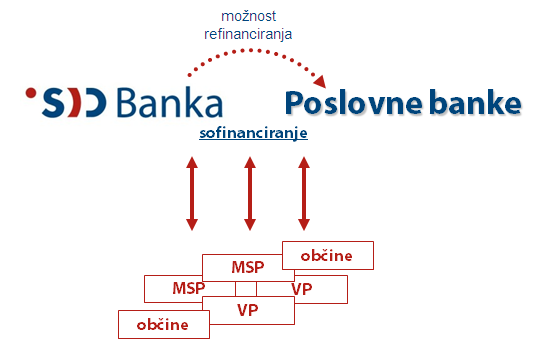 možnost
refinanciranja
SID Banka
Poslovne banke
sofinanciranje
občine
MSP
MSP
VP
VP
občine